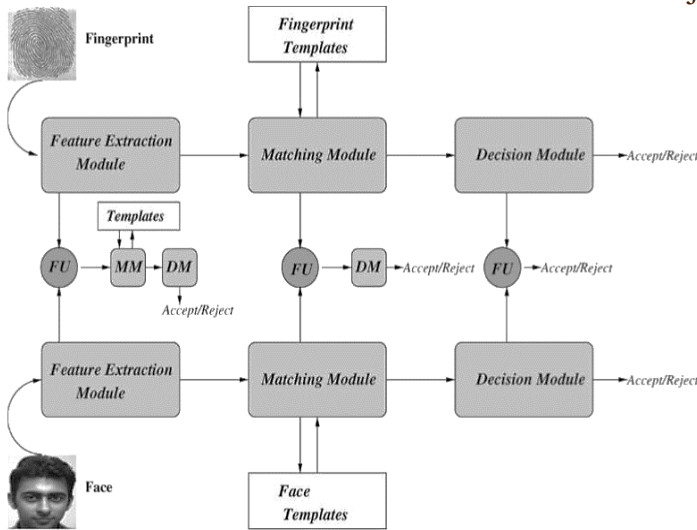 Fingerprint
Fingerprint
Templates
Feature Extraction
Module
Matching Module
Decision Module
Accept/Reject
Templates
FU
MM
DM
FU
DM
Accept/Reject
FU
Accept/Reject
Accept/Reject
Feature Extraction
Module
Matching Module
Decision Module
Accept/Reject
Face
Face
Templates